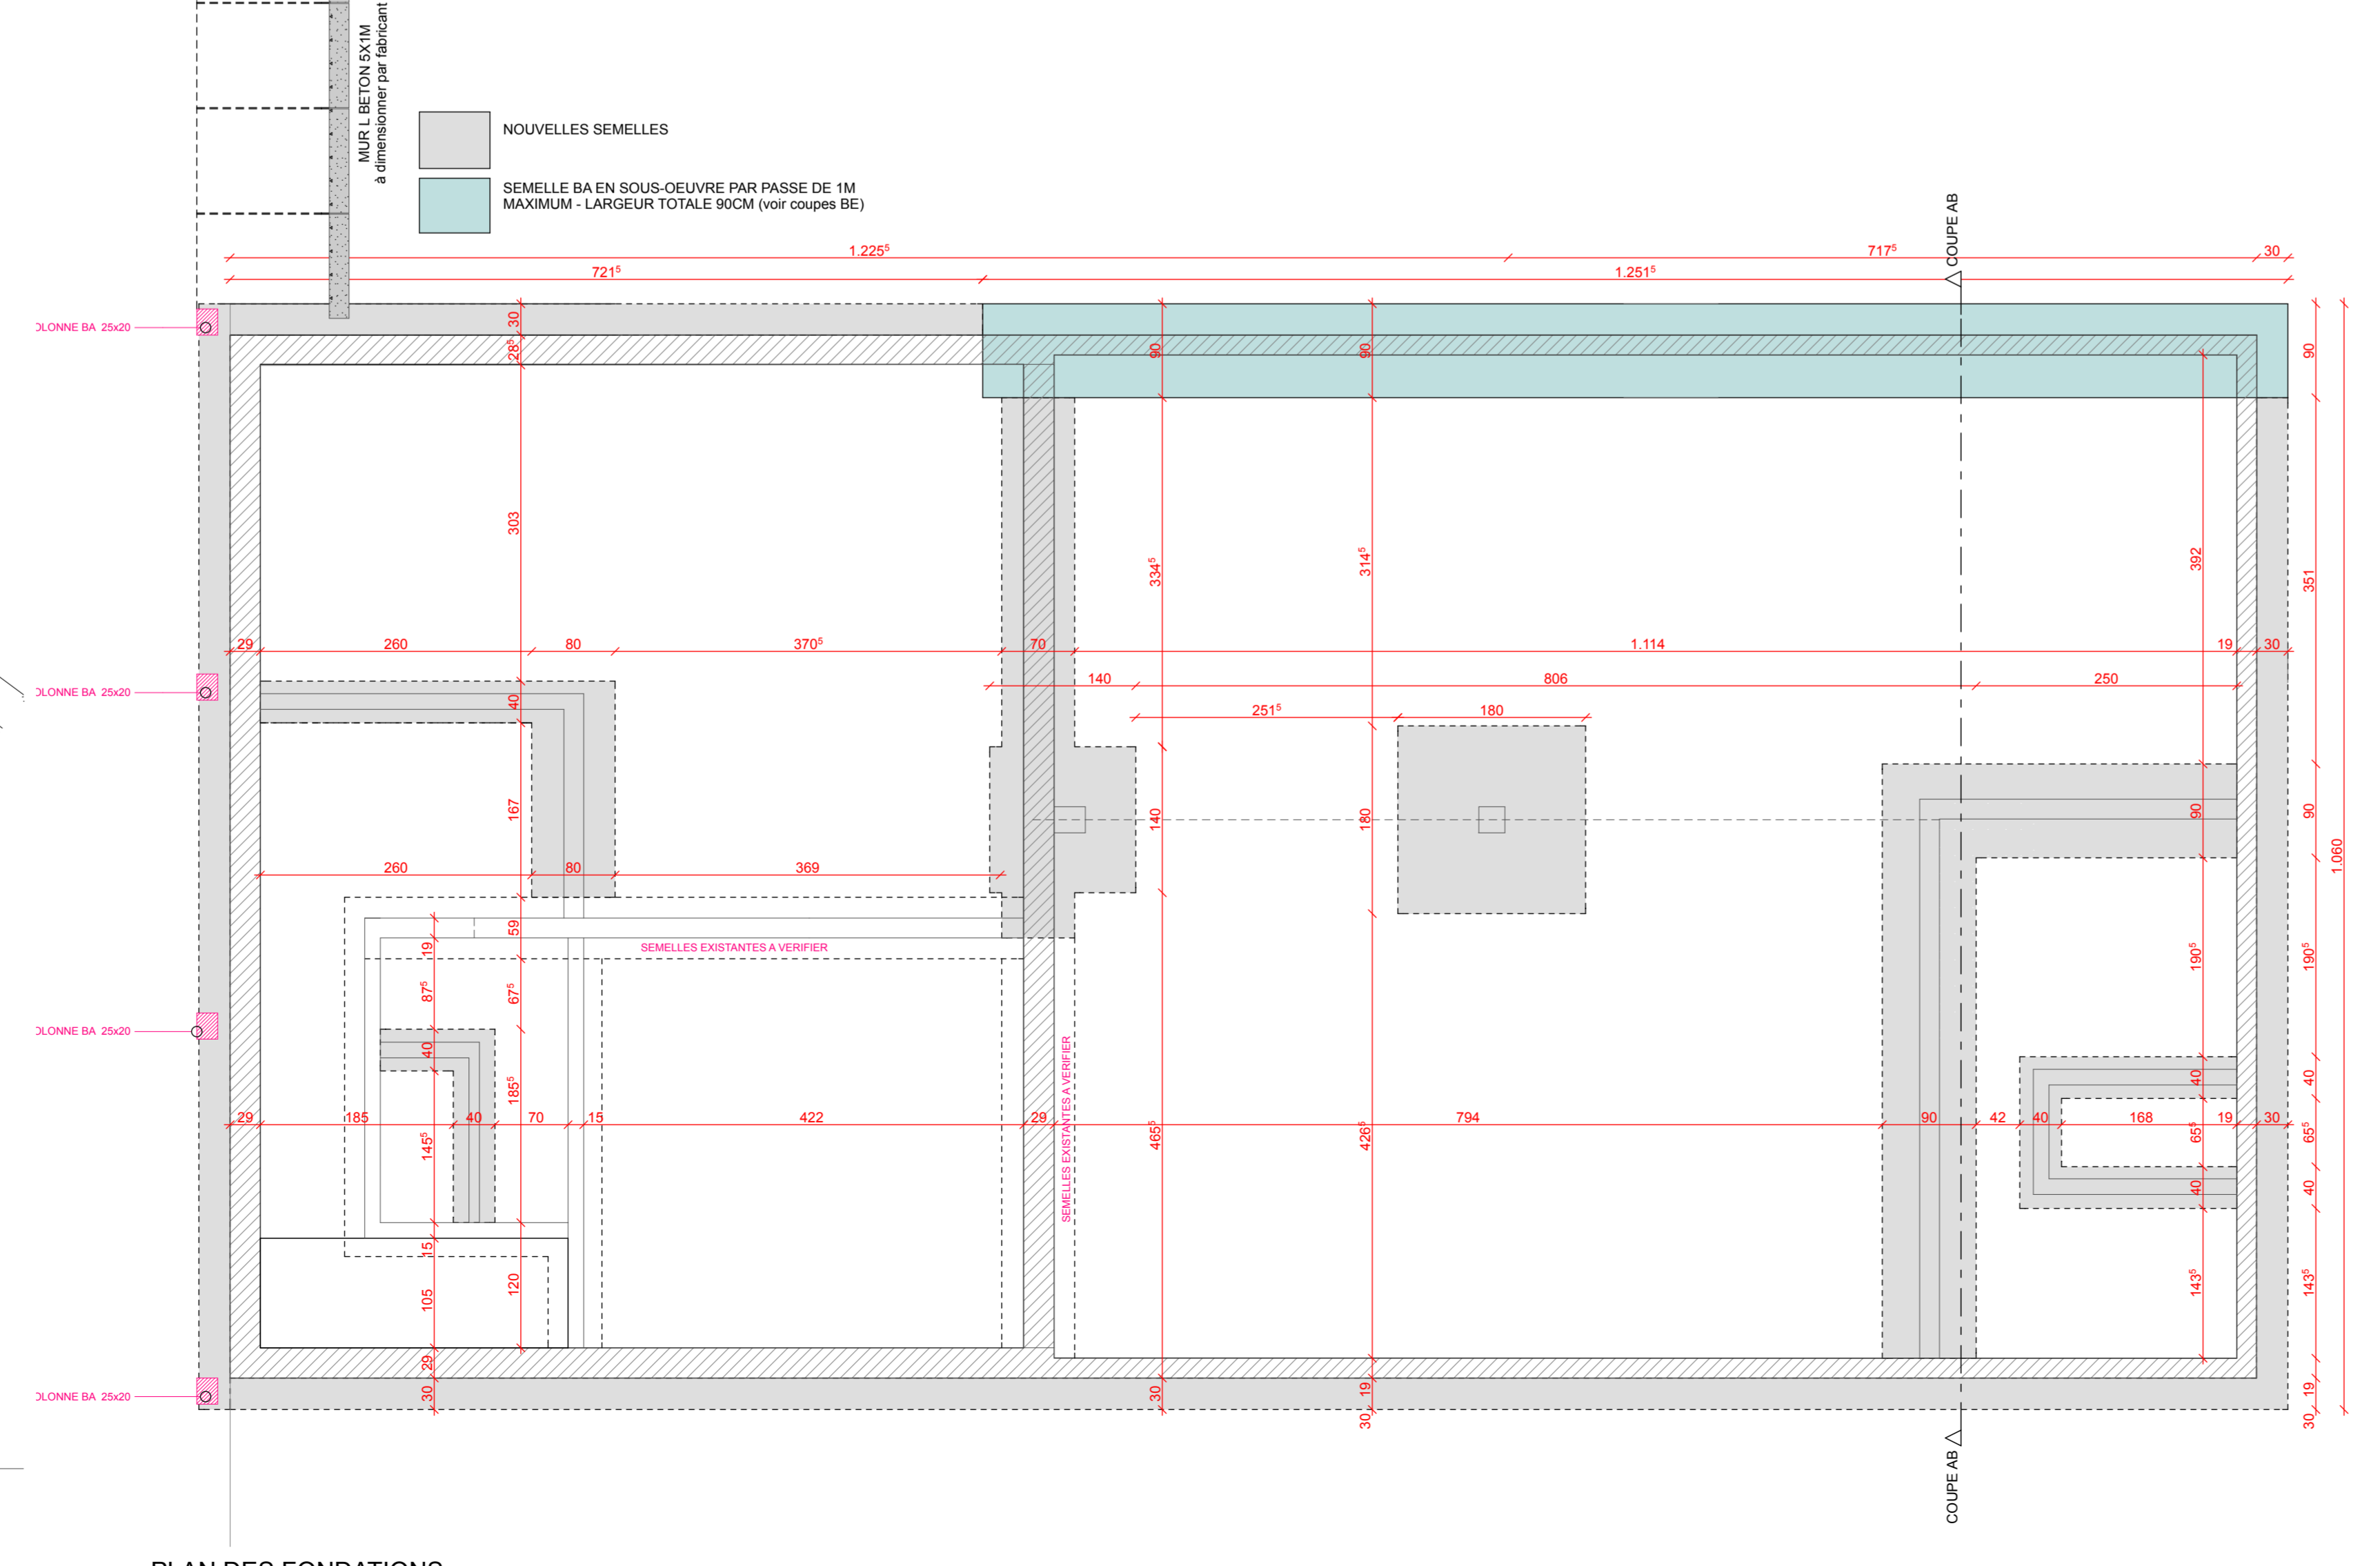 MUR L BETON 5X1M
à dimensionner par fabricant
NOUVELLES SEMELLES
SEMELLE BA EN SOUS-OEUVRE PAR PASSE DE 1M
MAXIMUM - LARGEUR TOTALE 90CM (voir coupes BE)
COUPE AB
1.225⁵ 717⁵ 30
721⁵ 1.251⁵
OLONNE BA 25x20
30
28⁵
303
40
167
59
67⁵
185⁵
120
90
334⁵
140
465⁵
30
90
314⁵
180
426⁵
19
30
392
90
190⁵
40
65⁵
40
143⁵
90
351
90
190⁵
40
65⁵
40
143⁵
19
30
1.060
29 260 80 370⁵ 70 1.114 19 30
OLONNE BA 25x20
140 806 250
251⁵ 180
260 80 369
SEMELLES EXISTANTES A VERIFIER
19
87⁵
40
145⁵
15
105
29
30
OLONNE BA 25x20
SEMELLES EXISTANTES A VERIFIER
29 185 40 70 15 422 29 794 90 42 40 168 19 30
OLONNE BA 25x20
COUPE AB
PLAN DES FONDATIONS